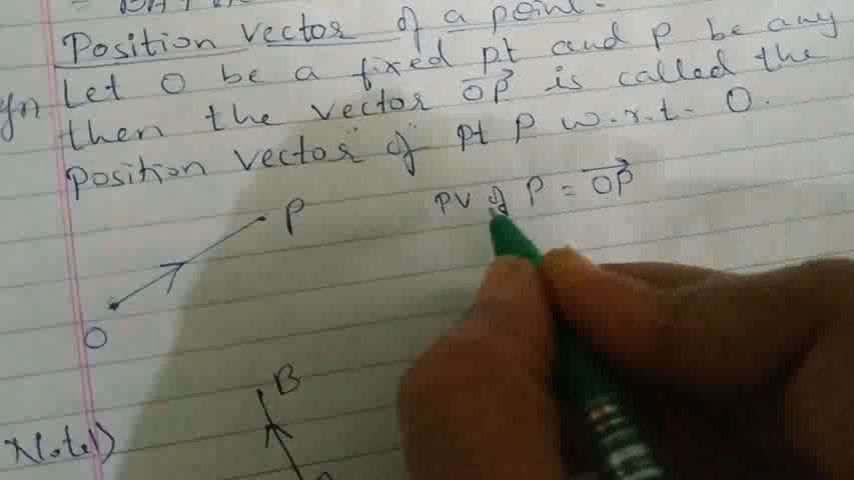 Position vector of a point.
Let O be a fixed pt and P be any
then the vector OP is called the
position vector of pt P w.r.t. O.
PV of P = OP
P
O
B
Note 1)